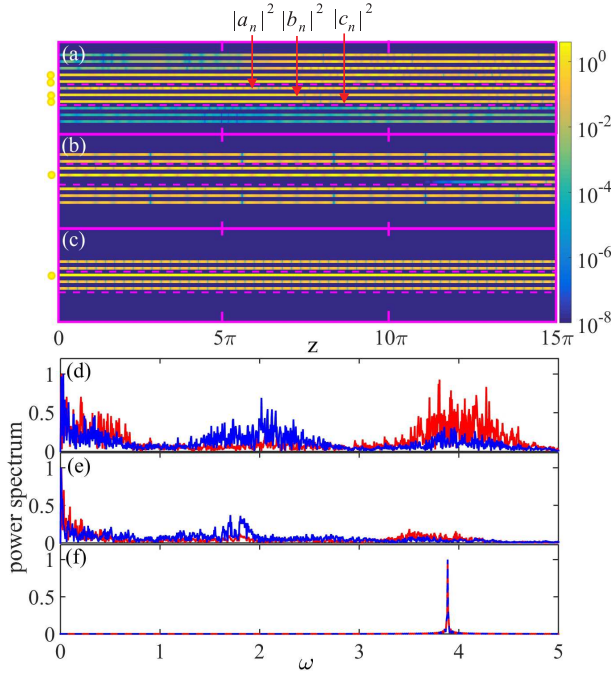 |a_n|^2 |b_n|^2 |c_n|^2
(a)
10^0
10^-2
(b)
10^-4
10^-6
(c)
10^-8
0 5π 10π 15π
z
(d)
1
0.5
0
(e)
1
0.5
0
power spectrum
(f)
1
0.5
0
0 1 2 3 4 5
ω